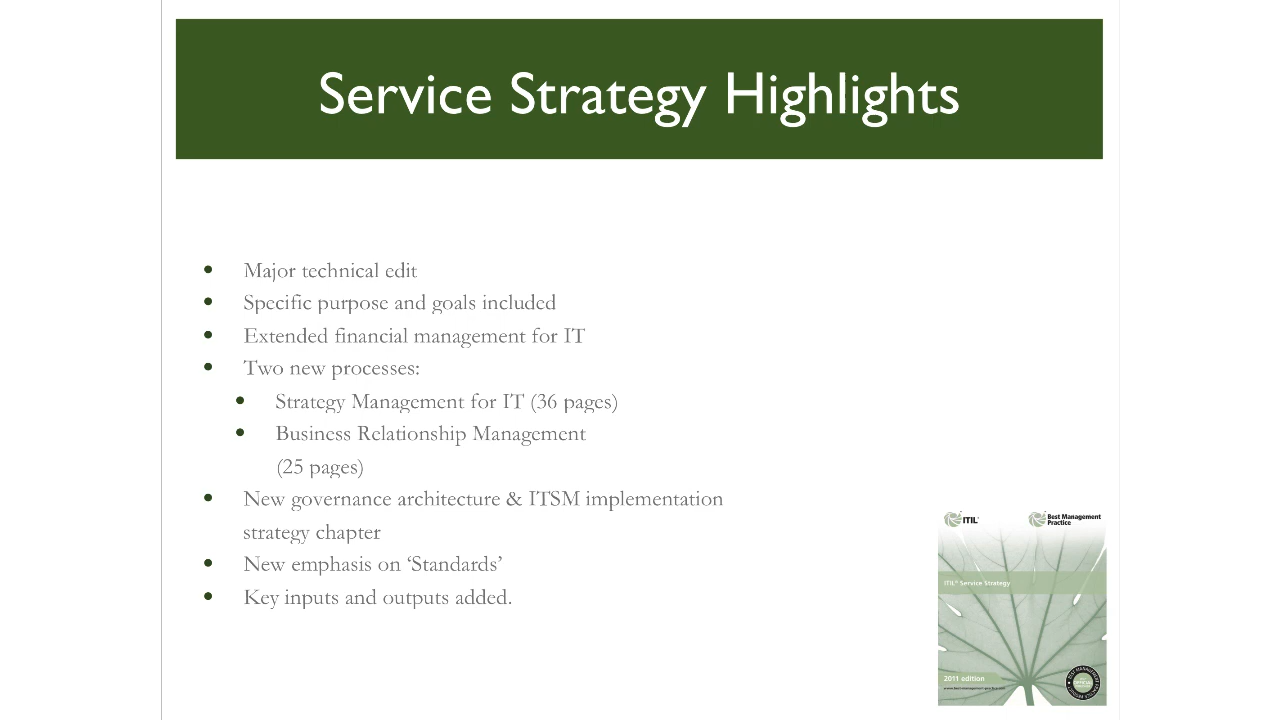 Service Strategy Highlights
• Major technical edit
• Specific purpose and goals included
• Extended financial management for IT
• Two new processes:
• Strategy Management for IT (36 pages)
• Business Relationship Management
(25 pages)
• New governance architecture & ITSM implementation
strategy chapter
• New emphasis on ‘Standards’
• Key inputs and outputs added.
ITIL®
Best Management
Practice
ITIL® Service Strategy
2011 edition